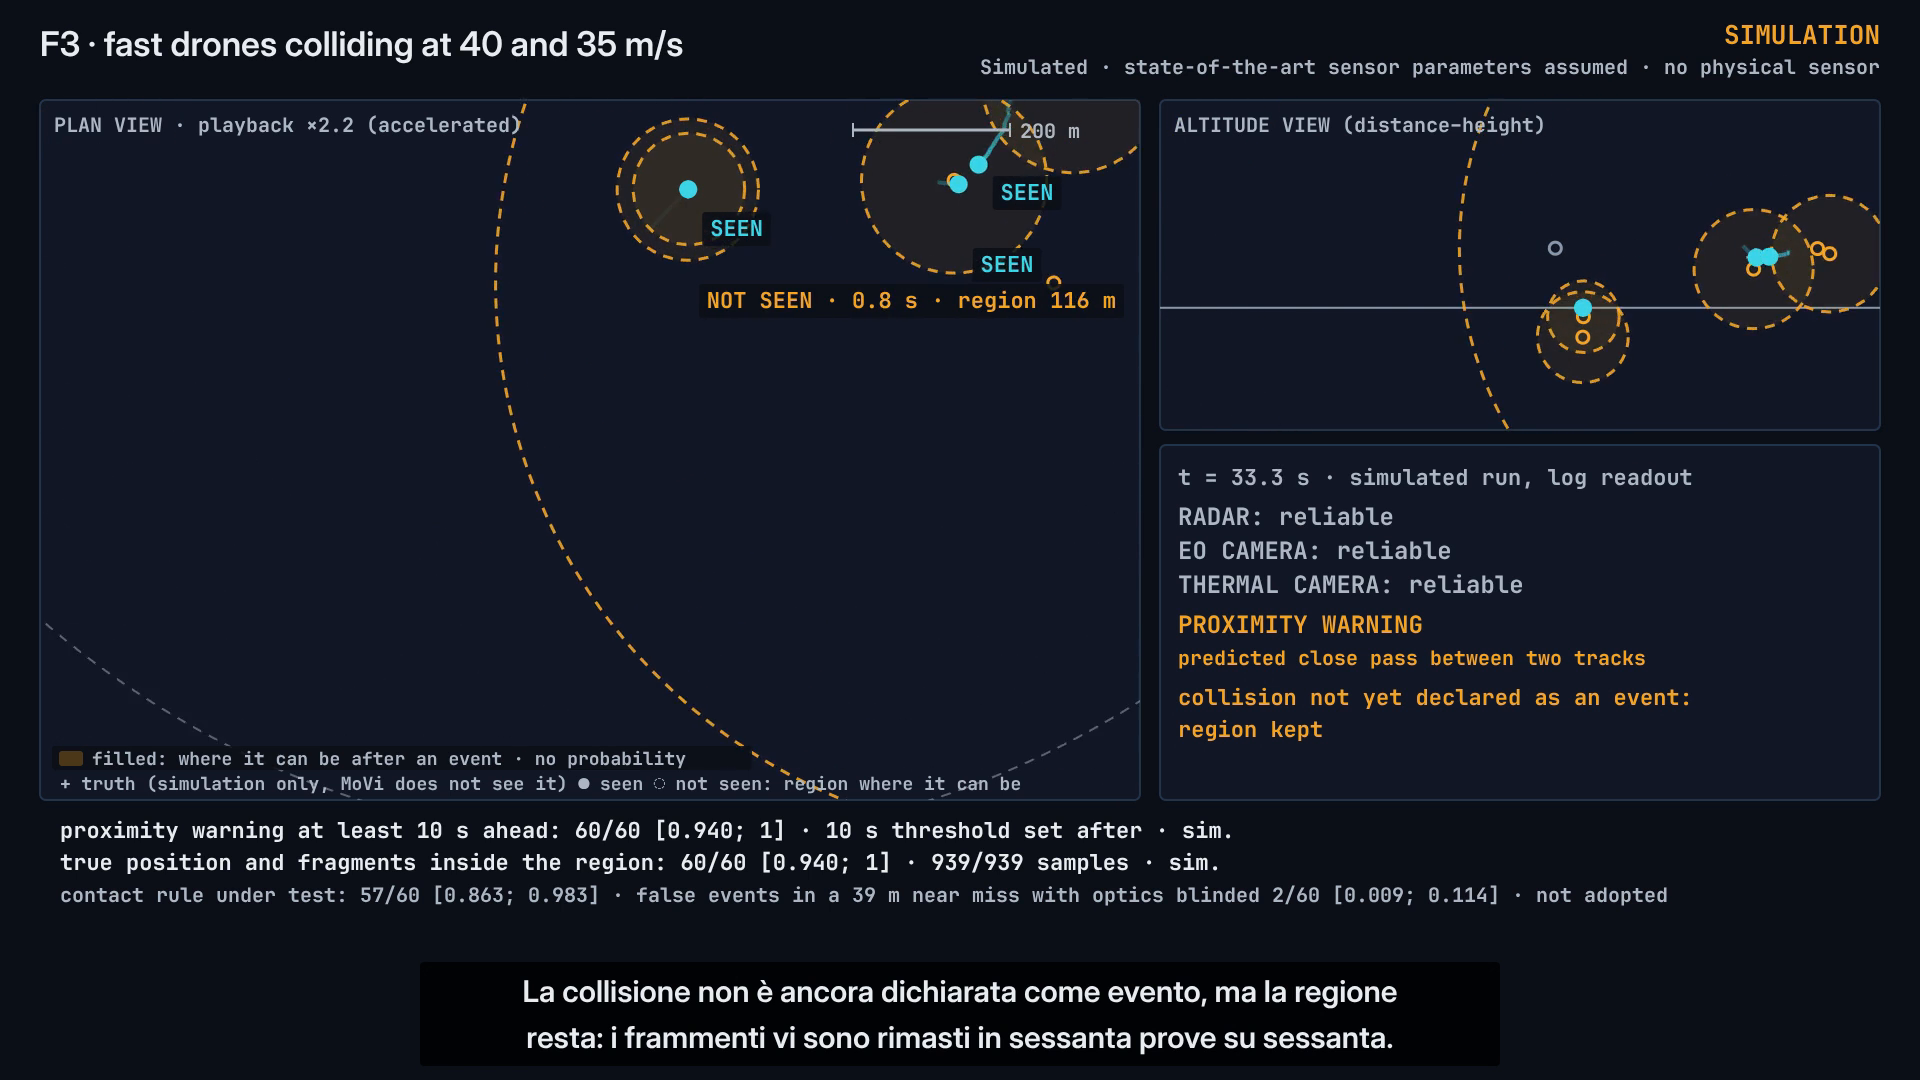 F3 · fast drones colliding at 40 and 35 m/s
SIMULATION
Simulated · state-of-the-art sensor parameters assumed · no physical sensor
PLAN VIEW · playback ×2.2 (accelerated)
200 m
SEEN
SEEN
SEEN
NOT SEEN · 0.8 s · region 116 m
filled: where it can be after an event · no probability
+ truth (simulation only, MoVi does not see it) ● seen ◌ not seen: region where it can be
ALTITUDE VIEW (distance-height)
t = 33.3 s · simulated run, log readout
RADAR: reliable
EO CAMERA: reliable
THERMAL CAMERA: reliable
PROXIMITY WARNING
predicted close pass between two tracks
collision not yet declared as an event:
region kept
proximity warning at least 10 s ahead: 60/60 [0.940; 1] · 10 s threshold set after · sim.
true position and fragments inside the region: 60/60 [0.940; 1] · 939/939 samples · sim.
contact rule under test: 57/60 [0.863; 0.983] · false events in a 39 m near miss with optics blinded 2/60 [0.009; 0.114] · not adopted
La collisione non è ancora dichiarata come evento, ma la regione
resta: i frammenti vi sono rimasti in sessanta prove su sessanta.